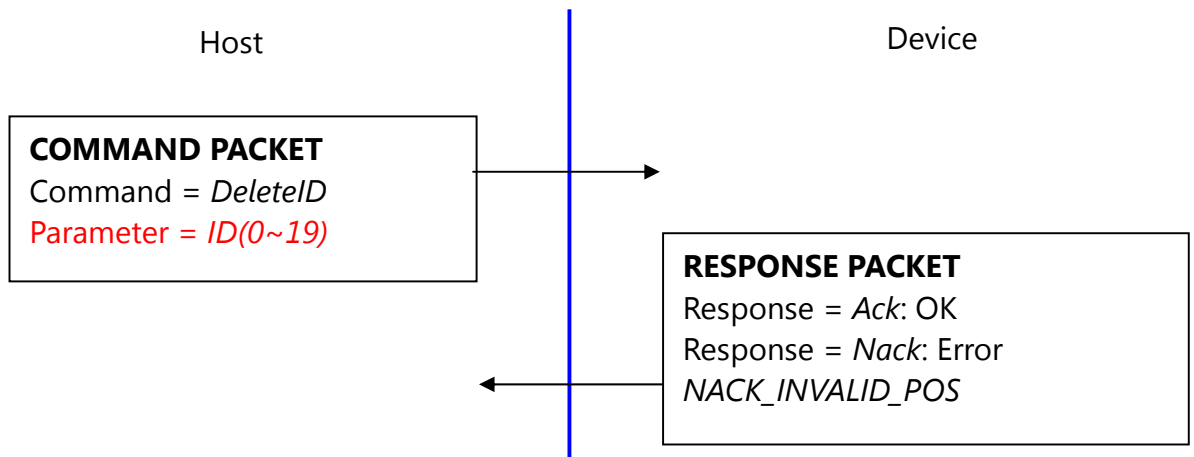 Host
Device
COMMAND PACKET
Command = DeleteID
Parameter = ID(0~19)
RESPONSE PACKET
Response = Ack: OK
Response = Nack: Error
NACK_INVALID_POS